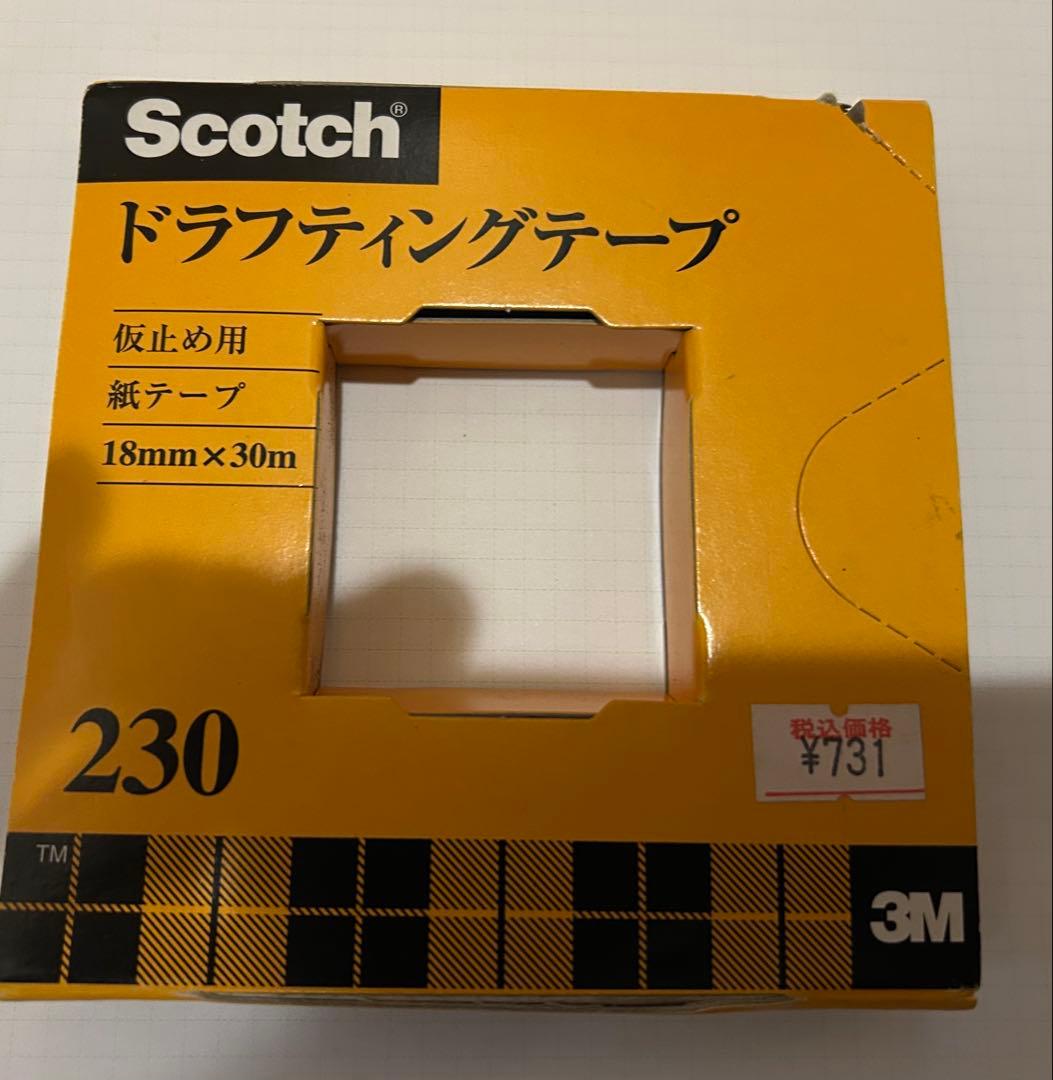 Scotch®
ドラフティングテープ
仮止め用
紙テープ
18mm×30m
230
税込価格
¥731
TM
3M